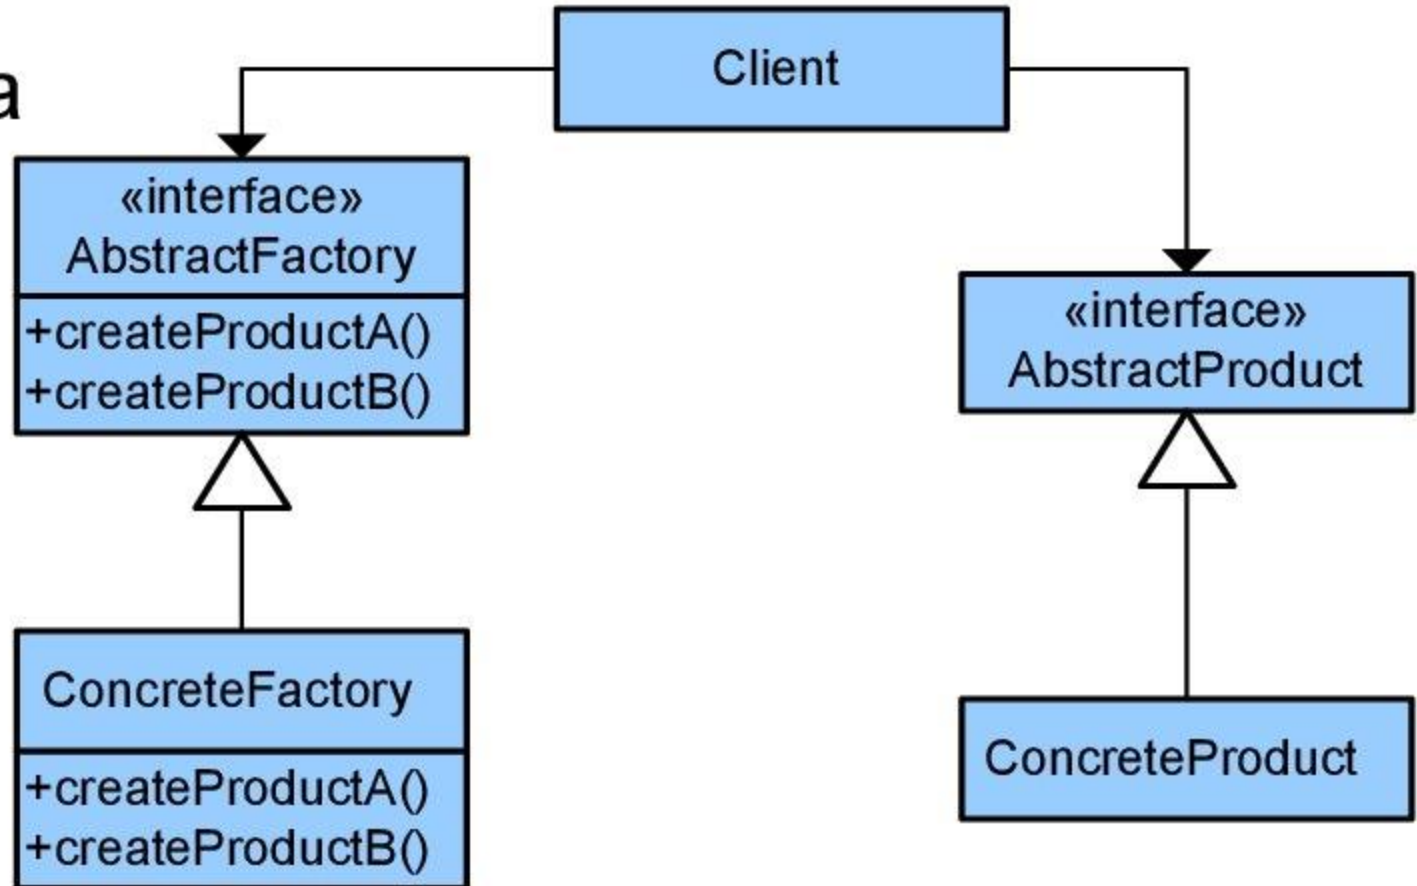 a
Client
«interface»
AbstractFactory
+createProductA()
+createProductB()
«interface»
AbstractProduct
ConcreteFactory
+createProductA()
+createProductB()
ConcreteProduct